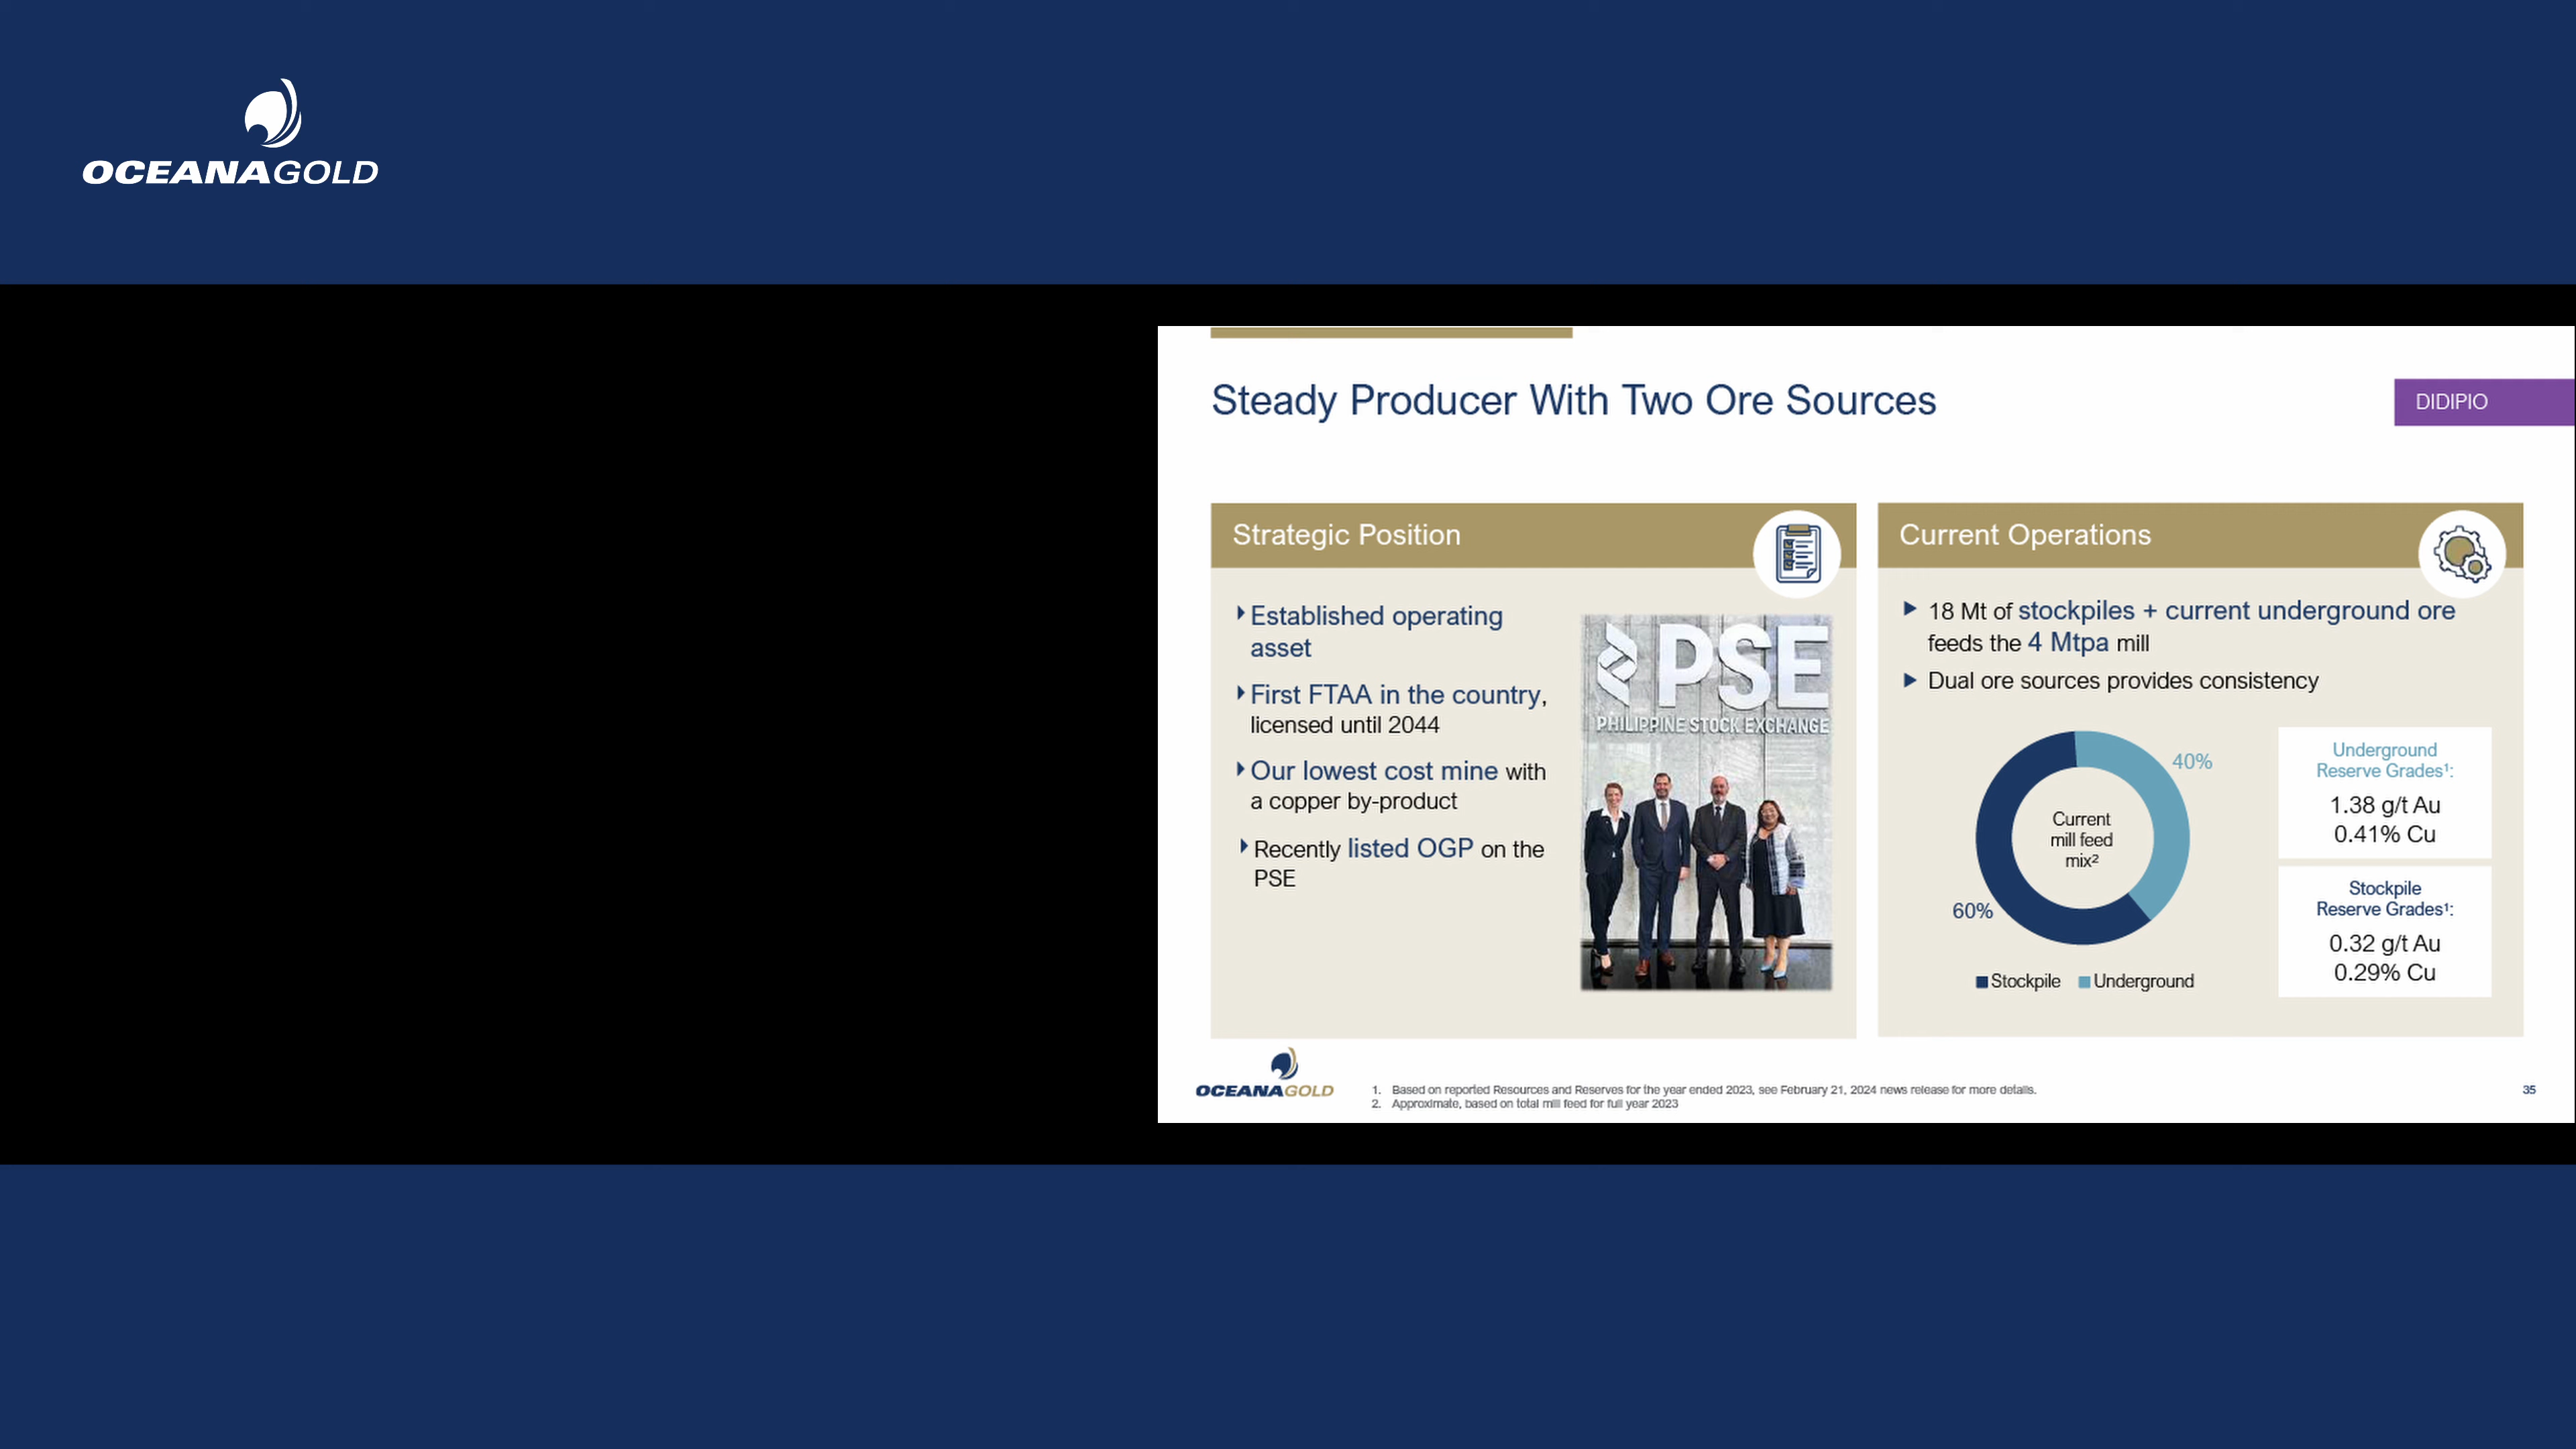 OCEANAGOLD
Steady Producer With Two Ore Sources
DIDIPIO
Strategic Position
Established operating
asset
First FTAA in the country,
licensed until 2044
Our lowest cost mine with
a copper by-product
Recently listed OGP on the
PSE
PSE
PHILIPPINE STOCK EXCHANGE
Current Operations
18 Mt of stockpiles + current underground ore
feeds the 4 Mtpa mill
Dual ore sources provides consistency
40%
Current
mill feed
mix²
60%
Stockpile Underground
Underground
Reserve Grades¹:
1.38 g/t Au
0.41% Cu
Stockpile
Reserve Grades¹:
0.32 g/t Au
0.29% Cu
OCEANAGOLD
1. Based on reported Resources and Reserves for the year ended 2023, see February 21, 2024 news release for more details.
2. Approximate, based on total mill feed for full year 2023
35